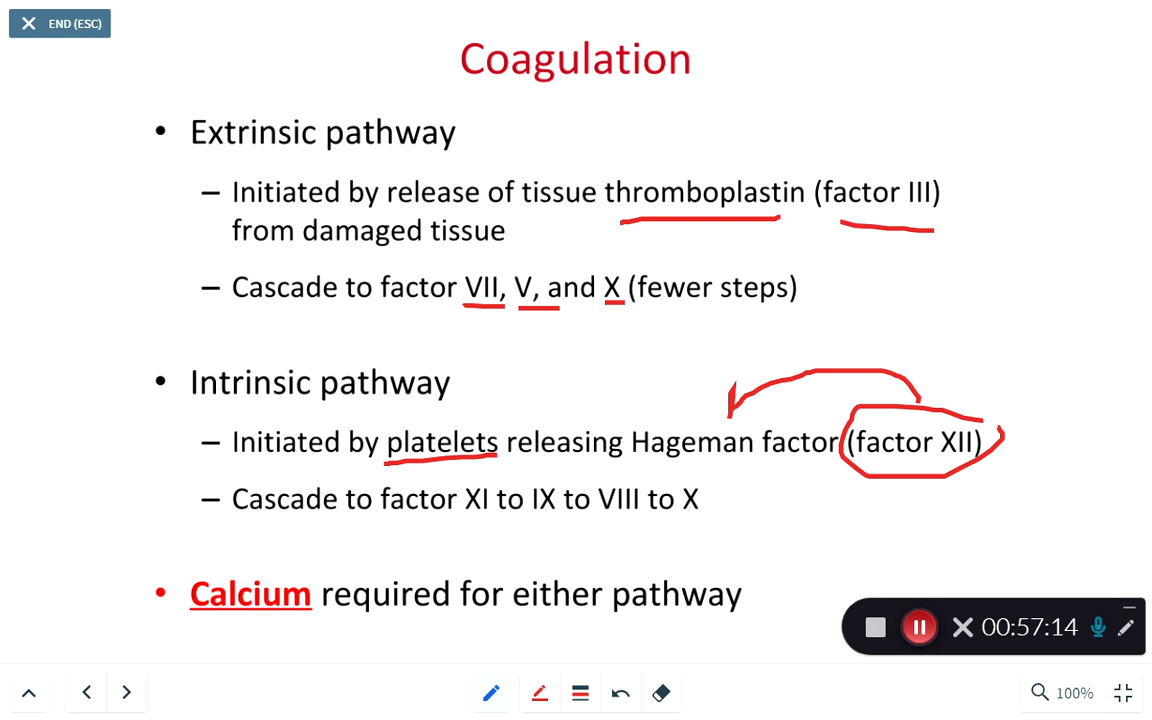 END (ESC)
Coagulation
• Extrinsic pathway
– Initiated by release of tissue thromboplastin (factor III)
from damaged tissue
– Cascade to factor VII, V, and X (fewer steps)
• Intrinsic pathway
– Initiated by platelets releasing Hageman factor (factor XII)
– Cascade to factor XI to IX to VIII to X
• Calcium required for either pathway
00:57:14
100%